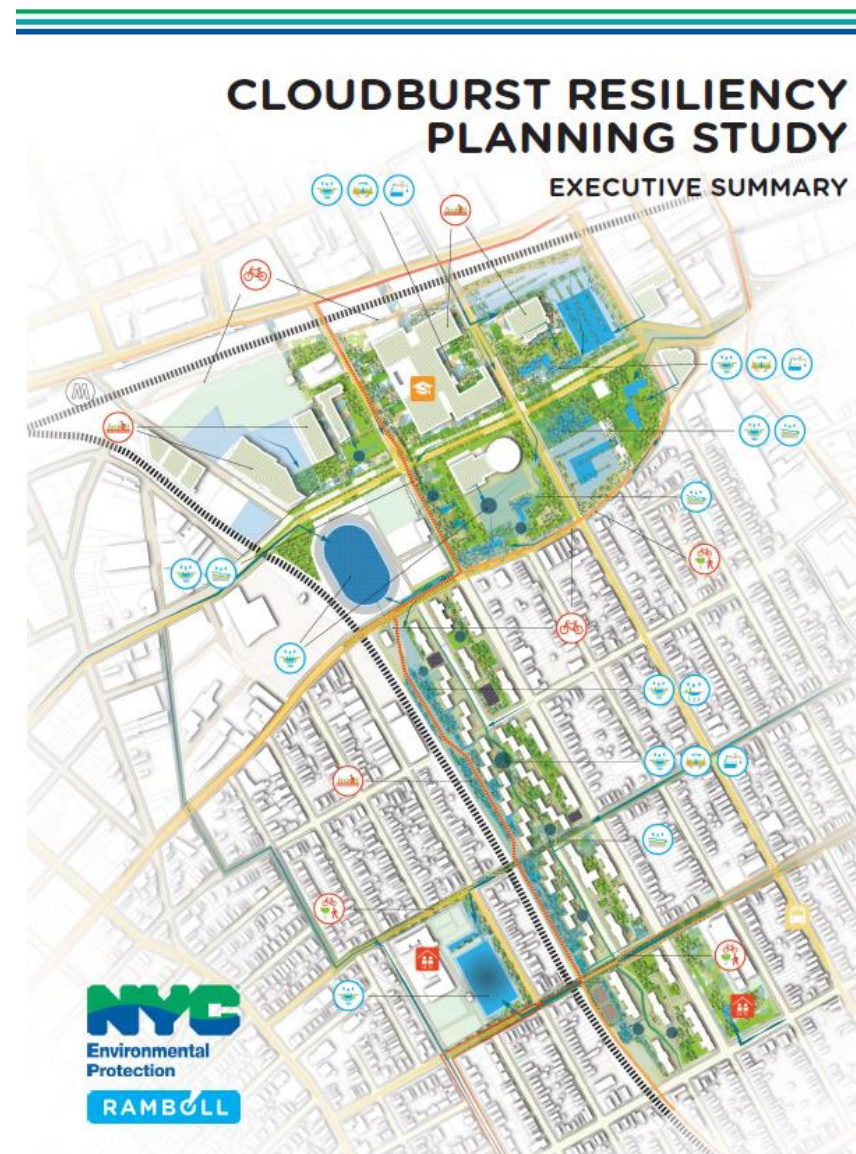 CLOUDBURST RESILIENCY
PLANNING STUDY
EXECUTIVE SUMMARY
NYC
Environmental
Protection
RAMBOLL